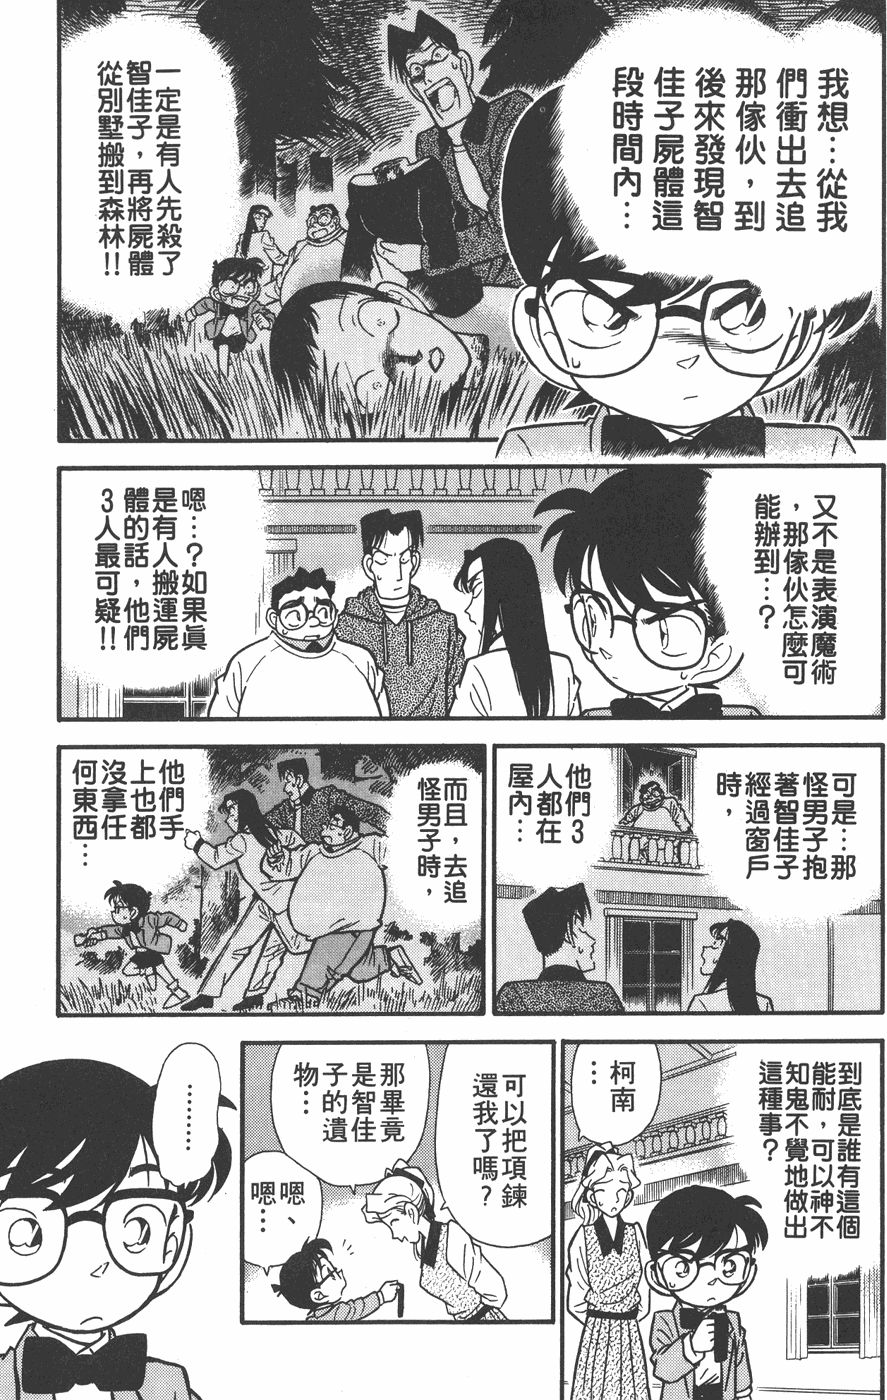 我想…從我
們衝出去追
那傢伙，到
後來發現智
佳子屍體這
段時間內…
一定是有人先殺了
智佳子，再將屍體
從別墅搬到森林!!
又不是表演魔術
，那傢伙怎麼可
能辦到…？
嗯…？如果真
是有人搬運屍
體的話，他們
3人最可疑!!
可是…那
怪男子抱
著智佳子
經過窗戶
時，
他們3
人都在
屋內…
而且，去追
怪男子時，
他們手
上也都
沒拿任
何東西…
到底是誰有這個
能耐，可以神不
知鬼不覺地做出
這種事？
柯南
…
可以把項鍊
還我了嗎？
那畢竟
是智佳
子的遺
物…
嗯、
嗯…
………